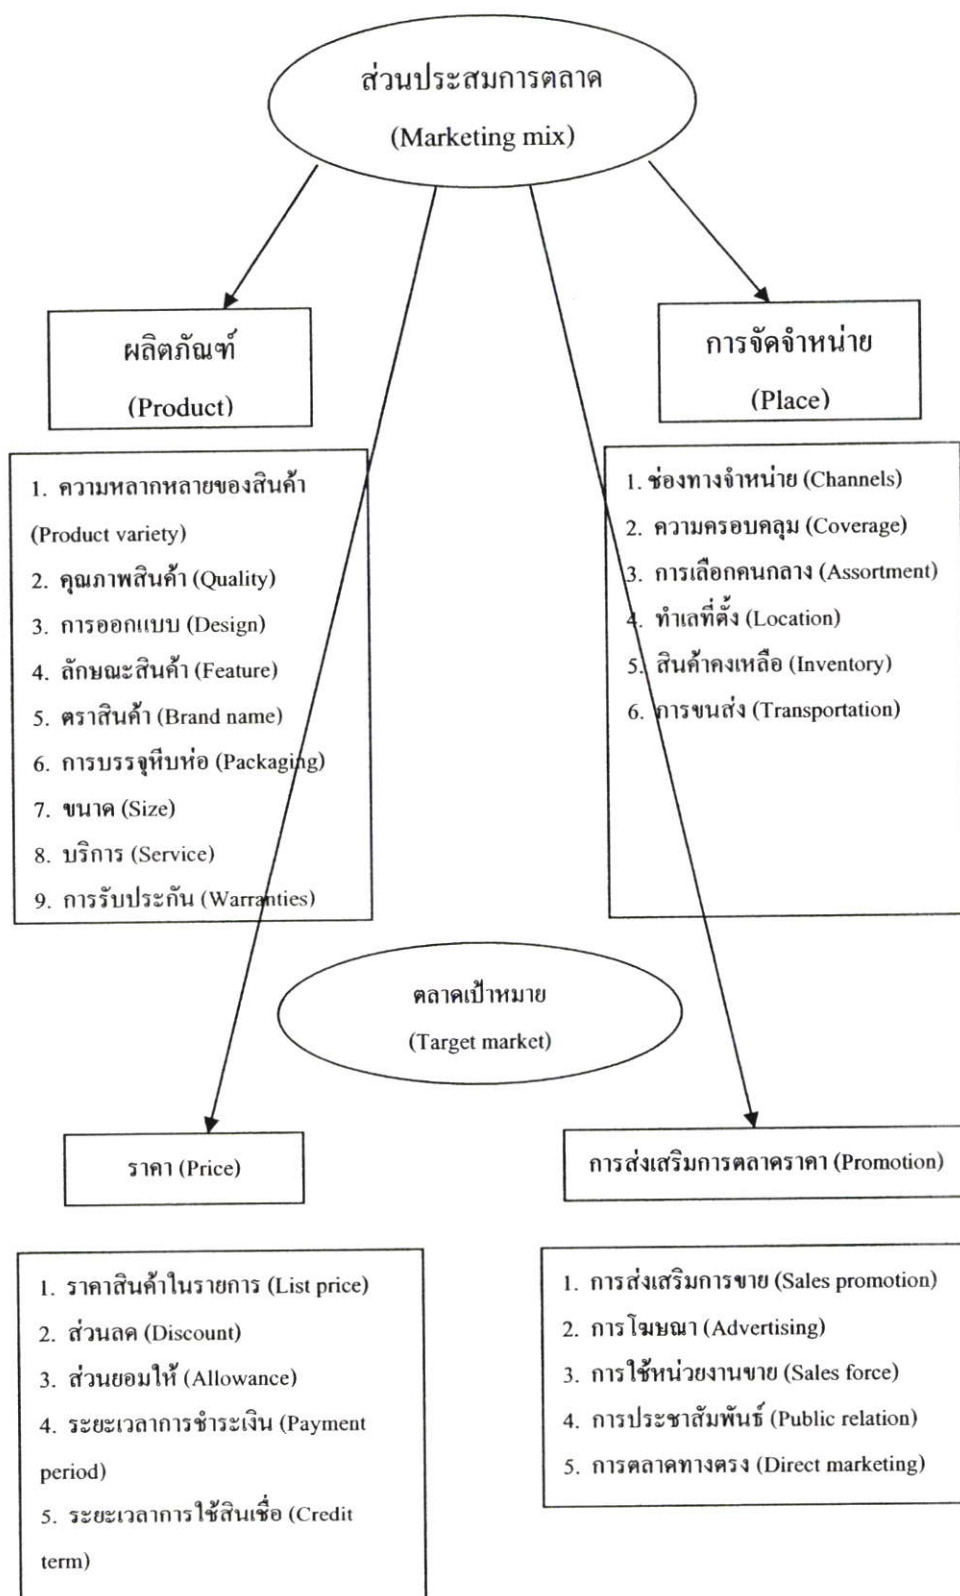 ส่วนประสมการตลาด
(Marketing mix)
ผลิตภัณฑ์
(Product)
การจัดจำหน่าย
(Place)
1. ความหลากหลายของสินค้า
(Product variety)
2. คุณภาพสินค้า (Quality)
3. การออกแบบ (Design)
4. ลักษณะสินค้า (Feature)
5. ตราสินค้า (Brand name)
6. การบรรจุหีบห่อ (Packaging)
7. ขนาด (Size)
8. บริการ (Service)
9. การรับประกัน (Warranties)
1. ช่องทางจำหน่าย (Channels)
2. ความครอบคลุม (Coverage)
3. การเลือกคนกลาง (Assortment)
4. ทำเลที่ตั้ง (Location)
5. สินค้าคงเหลือ (Inventory)
6. การขนส่ง (Transportation)
ตลาดเป้าหมาย
(Target market)
ราคา (Price)
การส่งเสริมการตลาดราคา (Promotion)
1. ราคาสินค้าในรายการ (List price)
2. ส่วนลด (Discount)
3. ส่วนยอมให้ (Allowance)
4. ระยะเวลาการชำระเงิน (Payment
period)
5. ระยะเวลาการใช้สินเชื่อ (Credit
term)
1. การส่งเสริมการขาย (Sales promotion)
2. การโฆษณา (Advertising)
3. การใช้หน่วยงานขาย (Sales force)
4. การประชาสัมพันธ์ (Public relation)
5. การตลาดทางตรง (Direct marketing)